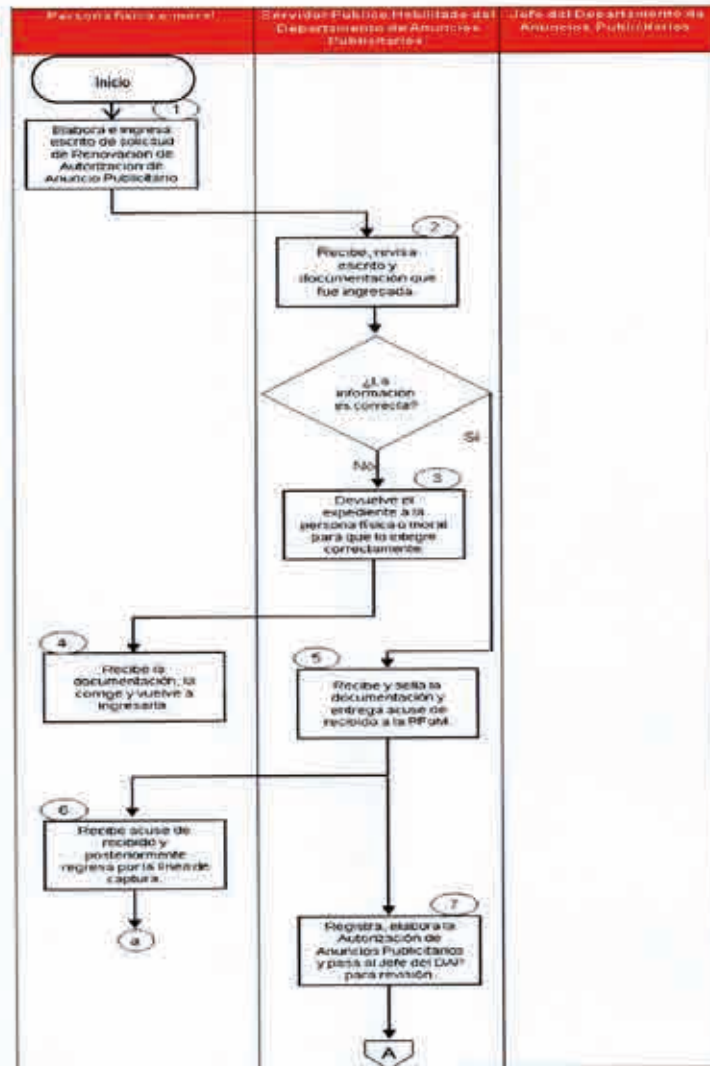 Persona física o moral
Servidor Público Habilitado del
Departamento de Anuncios
Publicitarios
Jefe del Departamento de
Anuncios Publicitarios
Inicio
1
Elabora e ingresa
escrito de solicitud
de Renovación de
Autorización de
Anuncio Publicitario
2
Recibe, revisa
escrito y
documentación que
fue ingresada.
¿La
información
es correcta?
Si
No
3
Devuelve el
expediente a la
persona física o moral
para que lo integre
correctamente.
4
Recibe la
documentación, la
corrige y vuelve a
ingresarla
5
Recibe y sella la
documentación y
entrega acuse de
recibido a la PFoM.
6
Recibe acuse de
recibido y
posteriormente
regresa por la línea de
captura.
a
7
Registra, elabora la
Autorización de
Anuncios Publicitarios
y pasa al Jefe del DAP
para revisión.
A